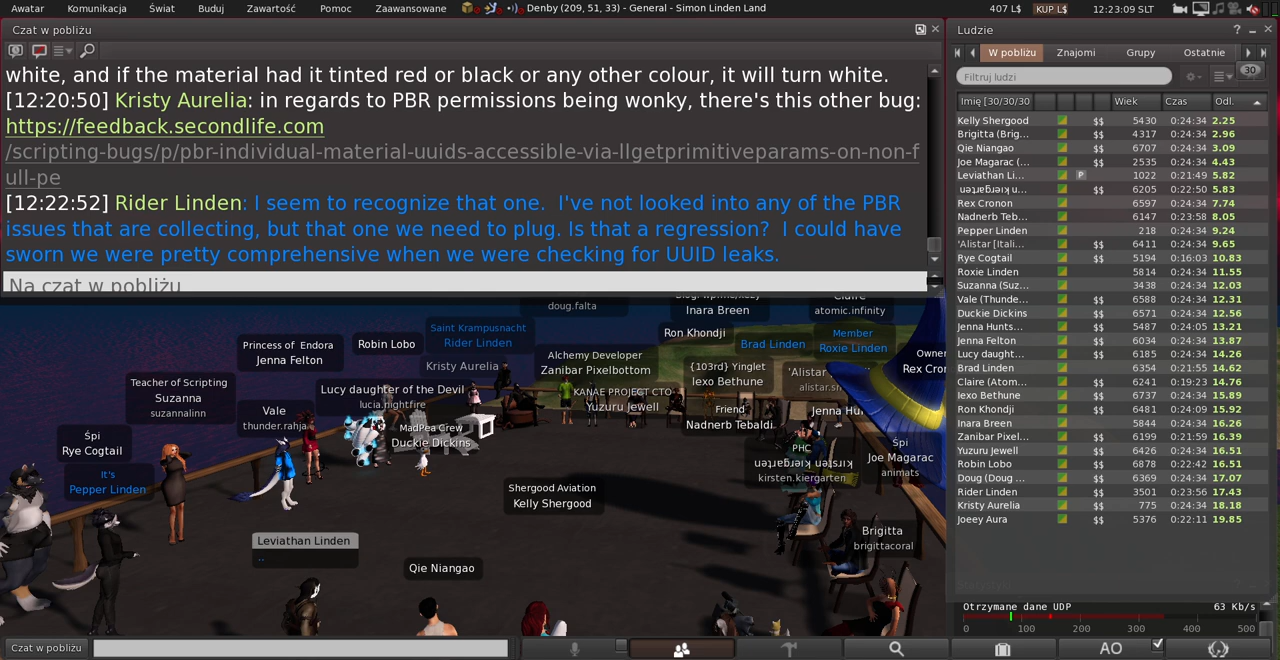 Awatar Komunikacja Świat Buduj Zawartość Pomoc Zaawansowane Denby (209, 51, 33) - General - Simon Linden Land 407 L$ KUP L$ 12:23:09 SLT
Czat w pobliżu
white, and if the material had it tinted red or black or any other colour, it will turn white.
[12:20:50] Kristy Aurelia: in regards to PBR permissions being wonky, there's this other bug:
https://feedback.secondlife.com
/scripting-bugs/p/pbr-individual-material-uuids-accessible-via-llgetprimitiveparams-on-non-f
ull-pe
[12:22:52] Rider Linden: I seem to recognize that one.  I've not looked into any of the PBR
issues that are collecting, but that one we need to plug. Is that a regression?  I could have
sworn we were pretty comprehensive when we were checking for UUID leaks.
Na czat w pobliżu
Ludzie
W pobliżu Znajomi Grupy Ostatnie
Filtruj ludzi 30
Imię [30/30/30 Wiek Czas Odl.
Kelly Shergood $$ 5430 0:24:34 2.25
Brigitta (Brig... $$ 4317 0:24:34 2.96
Qie Niangao $$ 6707 0:24:34 3.09
Joe Magarac (... $$ 2535 0:24:34 4.43
Leviathan Li... P 1022 0:21:49 5.82
$$ 6205 0:22:50 5.83
Rex Cronon 6597 0:24:34 7.74
Nadnerb Teb... 6147 0:23:58 8.05
Pepper Linden 218 0:24:34 9.24
'Alistar [Itali... $$ 6411 0:24:34 9.65
Rye Cogtail $$ 5194 0:16:03 10.83
Roxie Linden 5814 0:24:34 11.55
Suzanna (Suz... 3438 0:24:34 12.03
Vale (Thunde... $$ 6588 0:24:34 12.31
Duckie Dickins $$ 6571 0:24:34 12.56
Jenna Hunts... $$ 5487 0:24:05 13.21
Jenna Felton $$ 6034 0:24:34 13.87
Lucy daught... $$ 6185 0:24:34 14.26
Brad Linden 6354 0:21:55 14.62
Claire (Atom... $$ 6241 0:19:23 14.76
Iexo Bethune $$ 6737 0:24:34 15.89
Ron Khondji $$ 6481 0:24:09 15.92
Inara Breen 5844 0:24:34 16.26
Zanibar Pixel... $$ 6199 0:21:59 16.39
Yuzuru Jewell $$ 6426 0:24:34 16.51
Robin Lobo $$ 6878 0:22:42 16.51
Doug (Doug ... $$ 6369 0:24:34 17.07
Rider Linden $$ 3501 0:23:56 17.43
Kristy Aurelia $$ 775 0:24:34 18.18
Joeey Aura $$ 5376 0:22:11 19.85
Otrzymane dane UDP 63 Kb/s
0 100 200 300 400 500
doug.falta
Inara Breen
Claire
atomic.infinity
Saint Krampusnacht
Rider Linden
Ron Khondji
Member
Roxie Linden
Brad Linden
Princess of Endora
Jenna Felton
Robin Lobo
Kristy Aurelia
Alchemy Developer
Zanibar Pixelbottom
{103rd} Yinglet
Iexo Bethune
'Alistar
alistar.sn
Owner
Rex Cron
Teacher of Scripting
Suzanna
suzannalinn
Lucy daughter of the Devil
lucia.nightfire
KANAE PROJECT CTO
Yuzuru Jewell
Vale
thunder.rahja
MadPea Crew
Duckie Dickins
Friend
Nadnerb Tebaldi
Jenna Hu
Śpi
Rye Cogtail
It's
Pepper Linden
PHC
kirsten.kiergarten
Śpi
Joe Magarac
animats
Shergood Aviation
Kelly Shergood
Brigitta
brigittacoral
Leviathan Linden
..
Qie Niangao
Czat w pobliżu AO